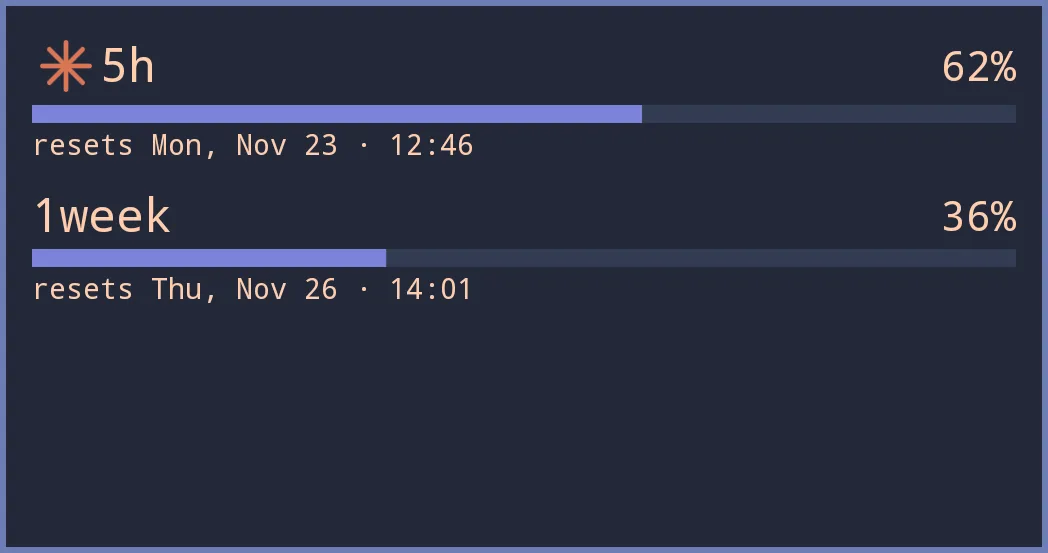 5h 62%
resets Mon, Nov 23 · 12:46
1week 36%
resets Thu, Nov 26 · 14:01